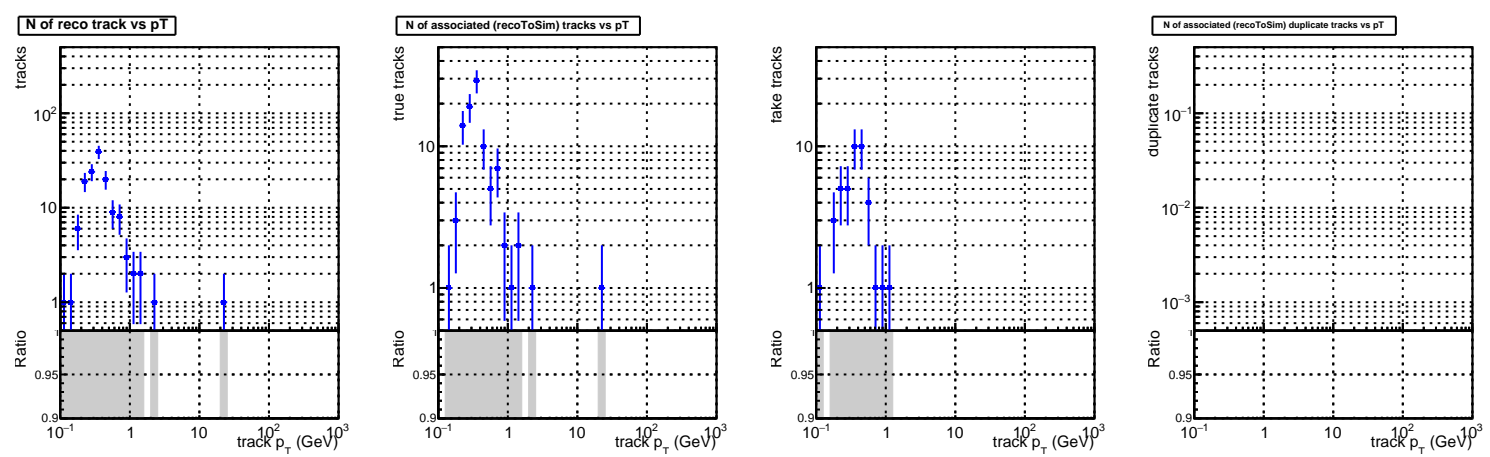 N of reco track vs pT
tracks
10²
10
1
Ratio
1
0.95
0.9
10⁻¹ 1 10 10² 10³
track p_T (GeV)
N of associated (recoToSim) tracks vs pT
true tracks
10
1
Ratio
1
0.95
0.9
10⁻¹ 1 10 10² 10³
track p_T (GeV)
fake tracks
10
1
Ratio
1
0.95
0.9
10⁻¹ 1 10 10² 10³
track p_T (GeV)
N of associated (recoToSim) duplicate tracks vs pT
duplicate tracks
10⁻¹
10⁻²
10⁻³
Ratio
1
0.95
0.9
10⁻¹ 1 10 10² 10³
track p_T (GeV)